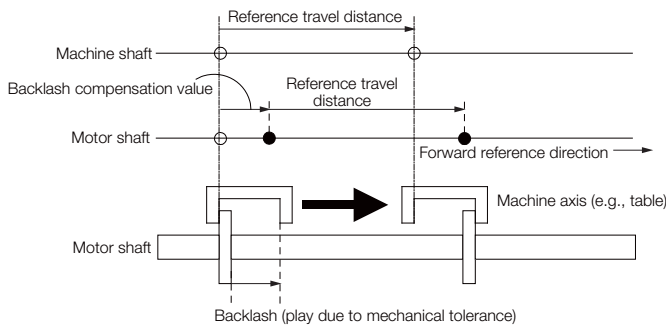 Reference travel distance
Machine shaft
Backlash compensation value
Reference travel
distance
Motor shaft
Forward reference direction
Machine axis (e.g., table)
Motor shaft
Backlash (play due to mechanical tolerance)